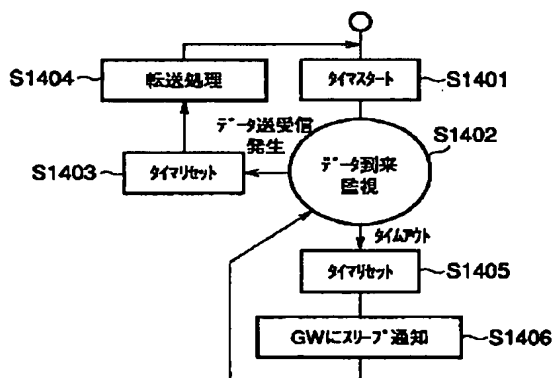 S1404
転送処理
ﾀｲﾏｽﾀｰﾄ
S1401
ﾃﾞｰﾀ送受信
発生
S1402
S1403
ﾀｲﾏﾘｾｯﾄ
ﾃﾞｰﾀ到来
監視
ﾀｲﾑｱｳﾄ
ﾀｲﾏﾘｾｯﾄ
S1405
GWにｽﾘｰﾌﾟ通知
S1406